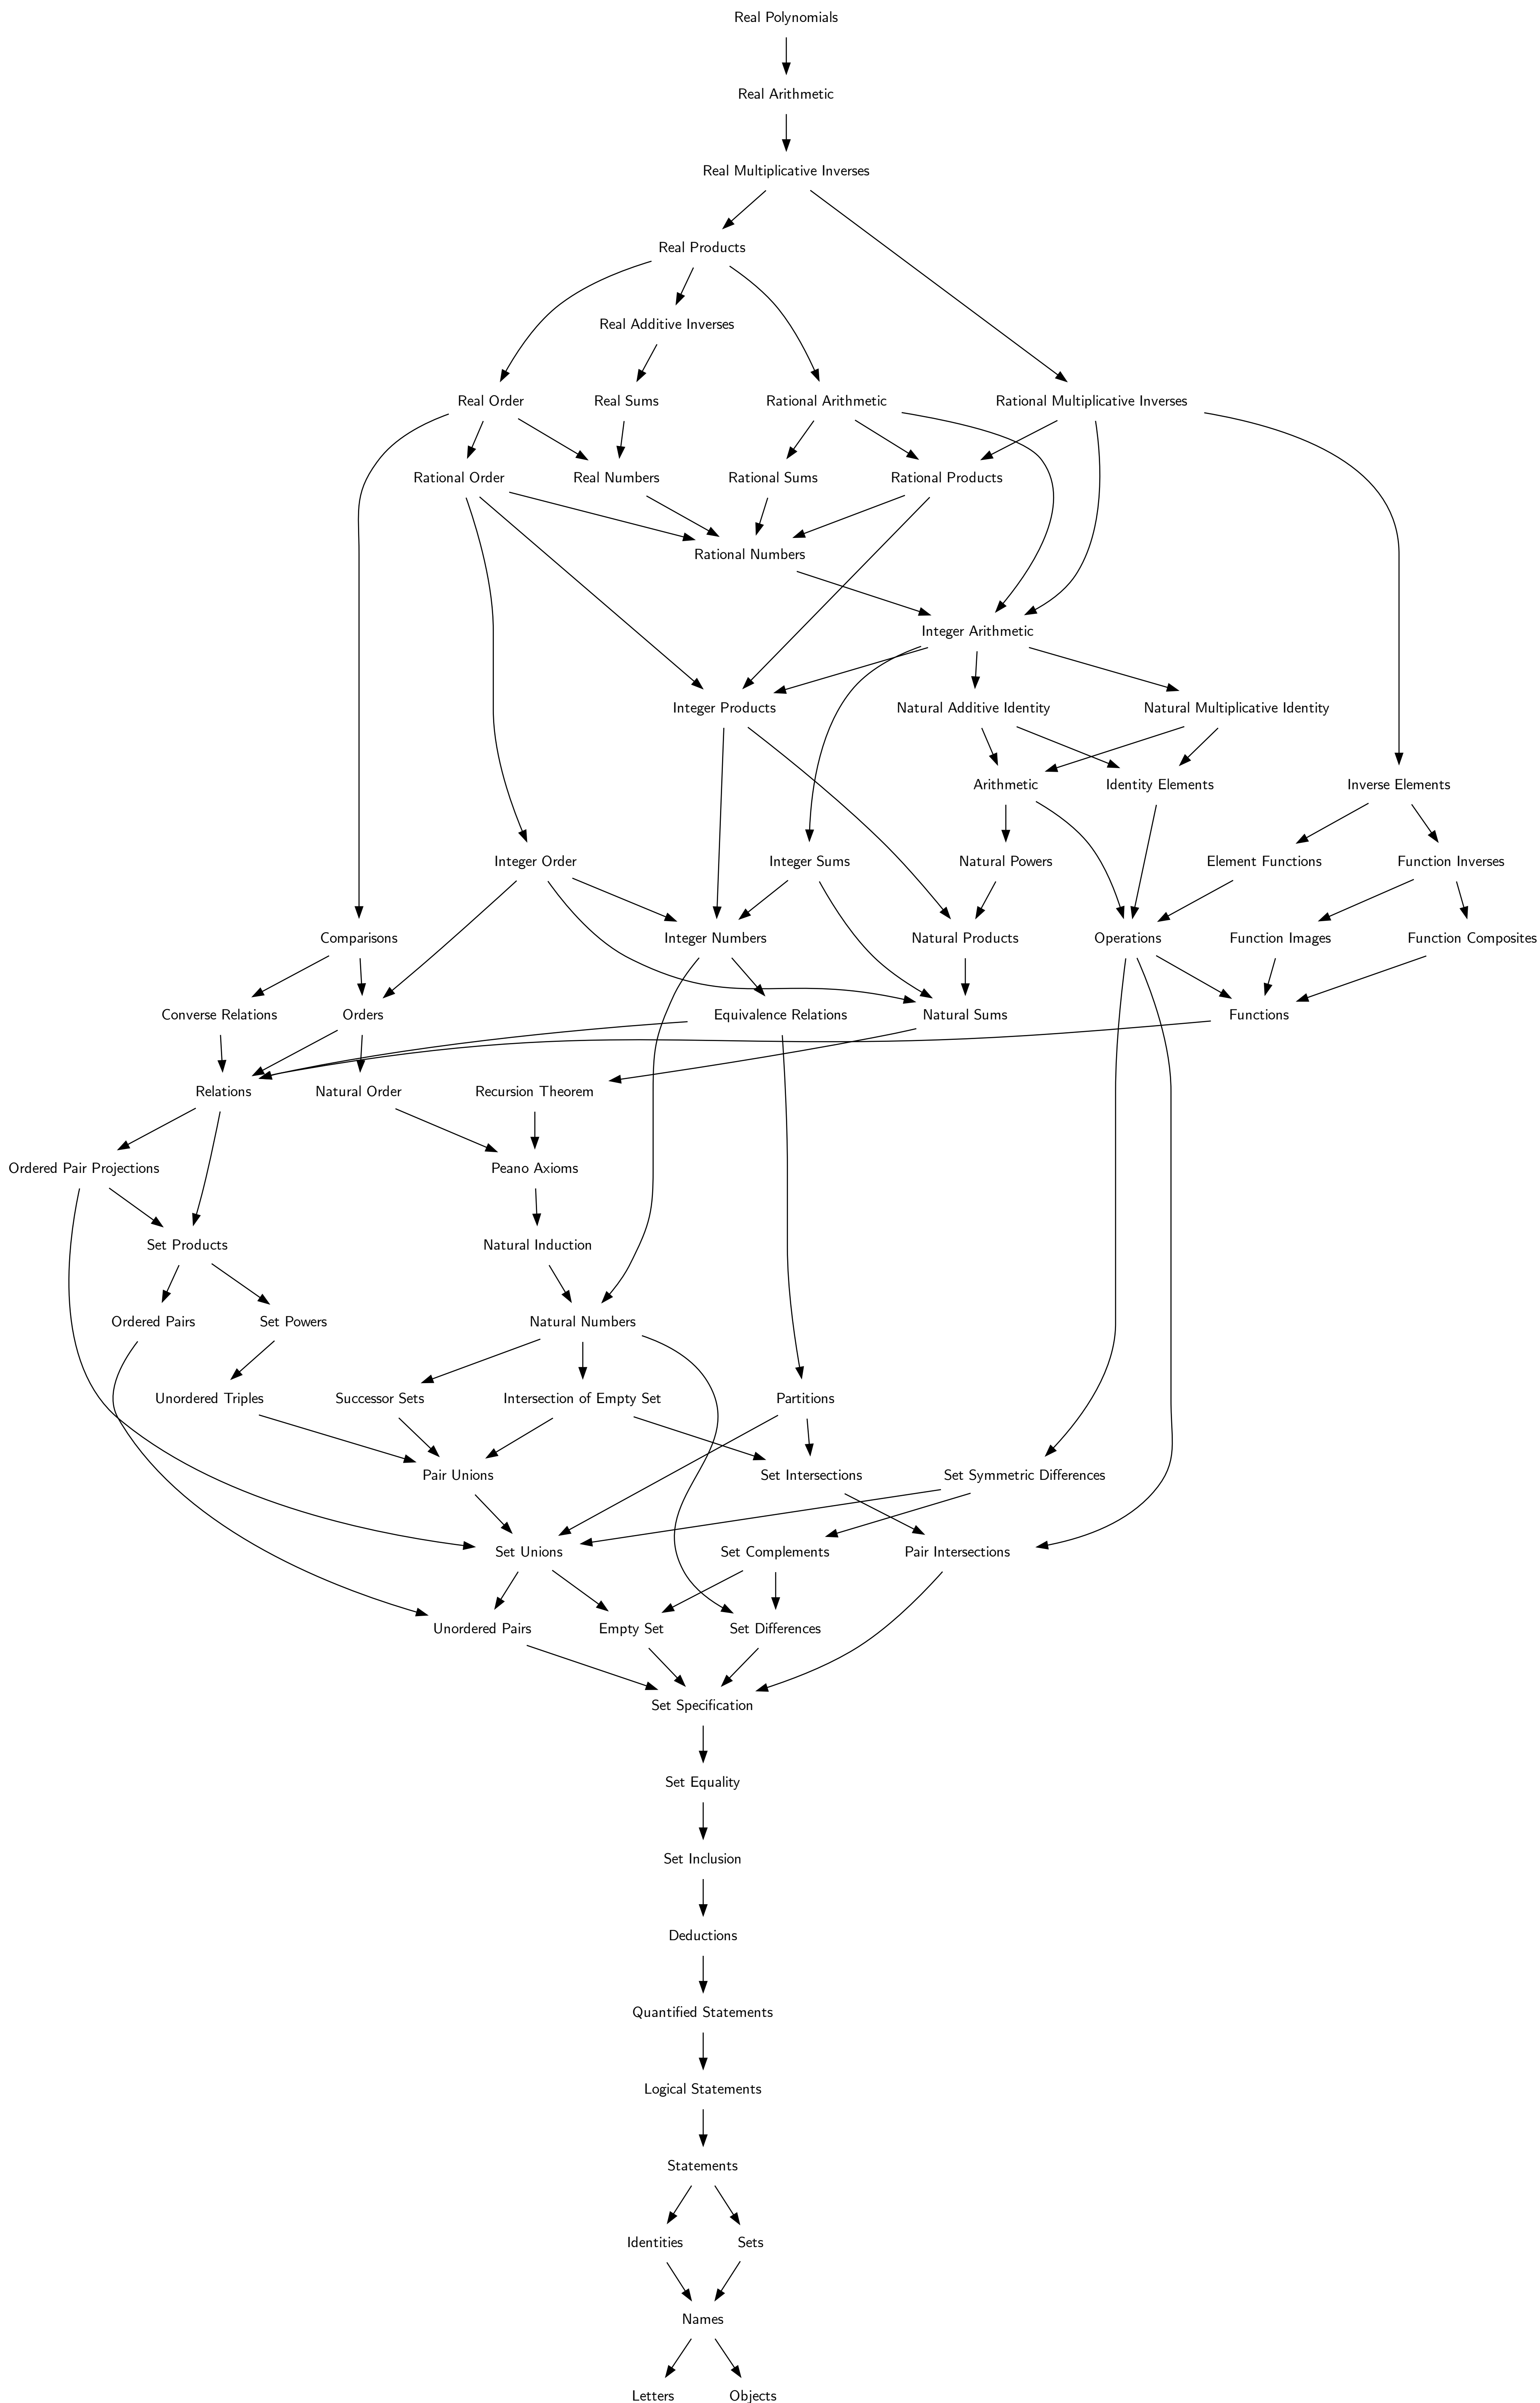 Real Polynomials
Real Arithmetic
Real Multiplicative Inverses
Real Products
Real Additive Inverses
Real Order
Real Sums
Rational Arithmetic
Rational Multiplicative Inverses
Rational Order
Real Numbers
Rational Sums
Rational Products
Rational Numbers
Integer Arithmetic
Integer Products
Natural Additive Identity
Natural Multiplicative Identity
Arithmetic
Identity Elements
Inverse Elements
Integer Order
Integer Sums
Natural Powers
Element Functions
Function Inverses
Comparisons
Integer Numbers
Natural Products
Operations
Function Images
Function Composites
Converse Relations
Orders
Equivalence Relations
Natural Sums
Functions
Relations
Natural Order
Recursion Theorem
Ordered Pair Projections
Peano Axioms
Set Products
Natural Induction
Ordered Pairs
Set Powers
Natural Numbers
Unordered Triples
Successor Sets
Intersection of Empty Set
Partitions
Pair Unions
Set Intersections
Set Symmetric Differences
Set Unions
Set Complements
Pair Intersections
Unordered Pairs
Empty Set
Set Differences
Set Specification
Set Equality
Set Inclusion
Deductions
Quantified Statements
Logical Statements
Statements
Identities
Sets
Names
Letters
Objects